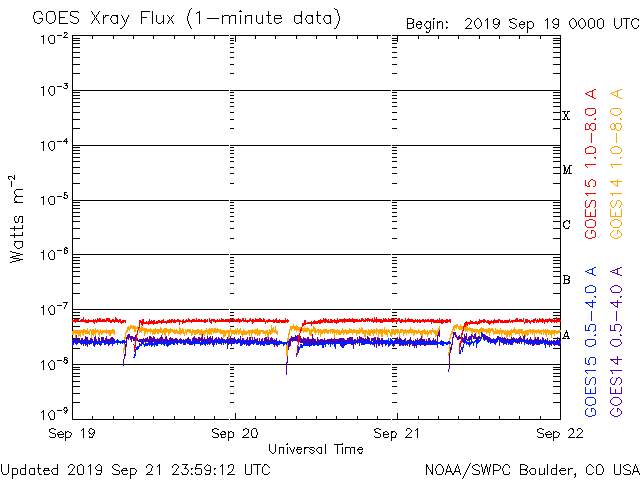 GOES Xray Flux (1-minute data)
Begin: 2019 Sep 19 0000 UTC
10⁻²
10⁻³
10⁻⁴
10⁻⁵
10⁻⁶
10⁻⁷
10⁻⁸
10⁻⁹
Watts m⁻²
X
M
C
B
A
GOES15 1.0-8.0 A
GOES14 1.0-8.0 A
GOES15 0.5-4.0 A
GOES14 0.5-4.0 A
Sep 19
Sep 20
Sep 21
Sep 22
Universal Time
Updated 2019 Sep 21 23:59:12 UTC
NOAA/SWPC Boulder, CO USA